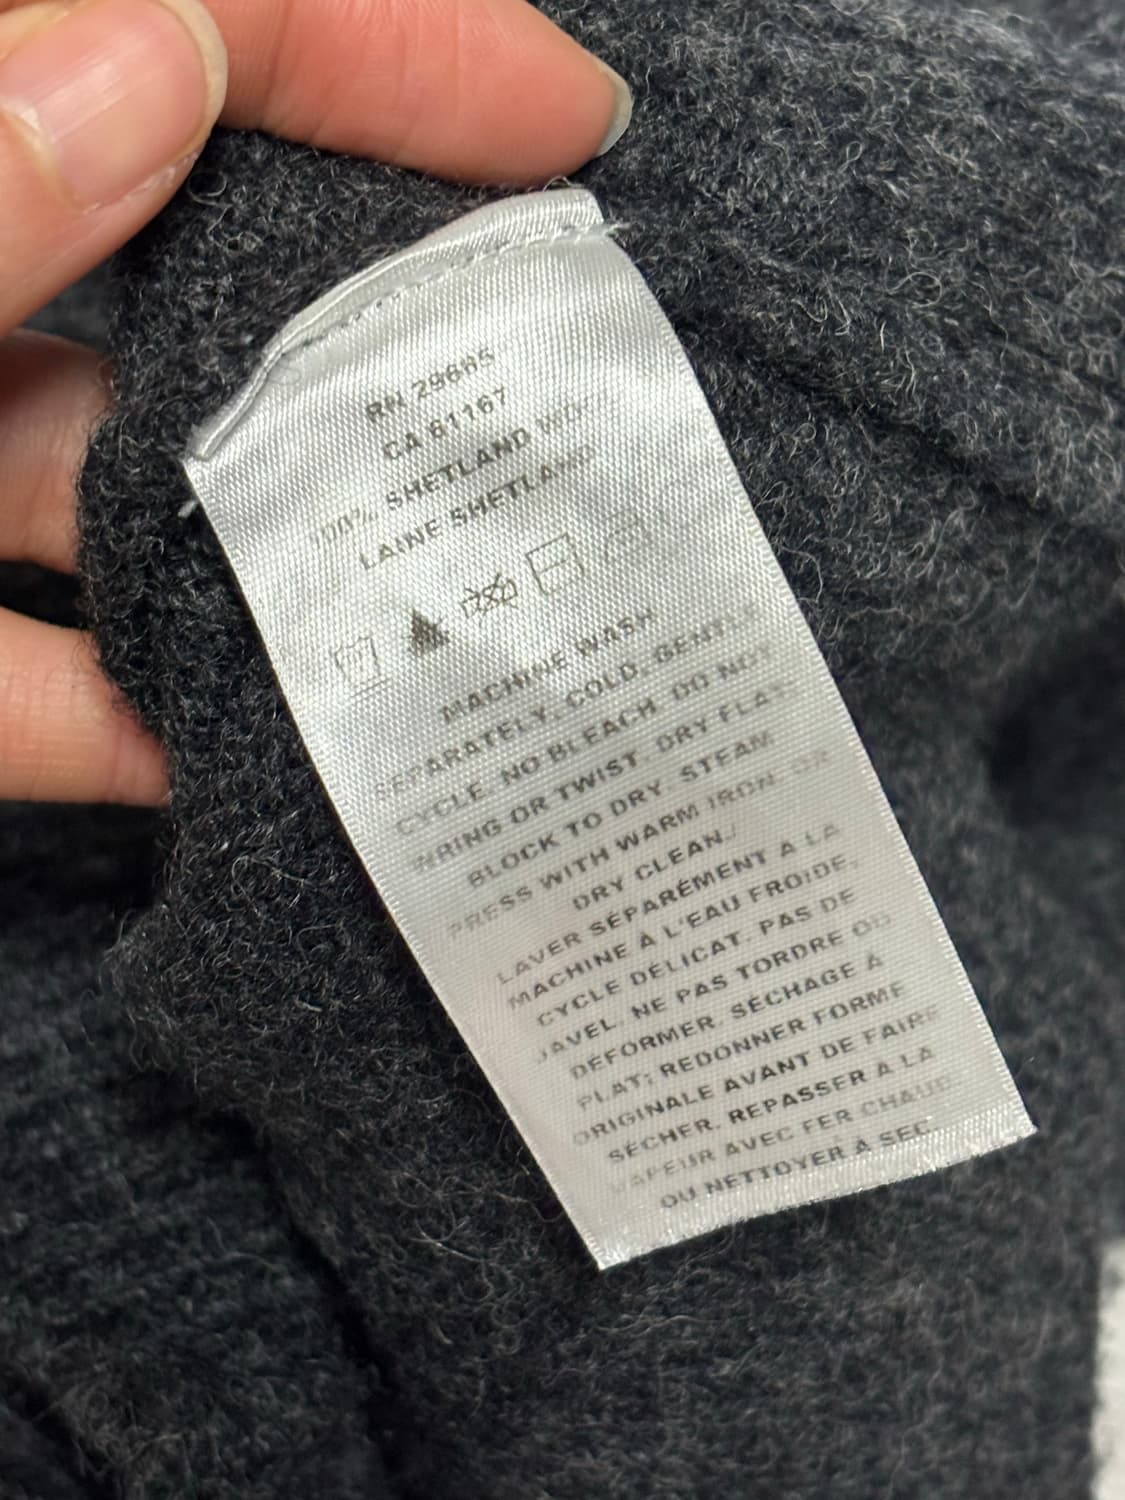 RN 29685
CA 61167
100% SHETLAND WOOL
LAINE SHETLAND
MACHINE WASH
SEPARATELY, COLD, GENTLE
CYCLE, NO BLEACH. DO NOT
WRING OR TWIST. DRY FLAT;
BLOCK TO DRY. STEAM
PRESS WITH WARM IRON. OR
DRY CLEAN./
LAVER SÉPARÉMENT À LA
MACHINE À L'EAU FROIDE,
CYCLE DÉLICAT. PAS DE
JAVEL. NE PAS TORDRE OU
DÉFORMER. SÉCHAGE À
PLAT; REDONNER FORME
ORIGINALE AVANT DE FAIRE
SÉCHER. REPASSER À LA
VAPEUR AVEC FER CHAUD
OU NETTOYER À SEC